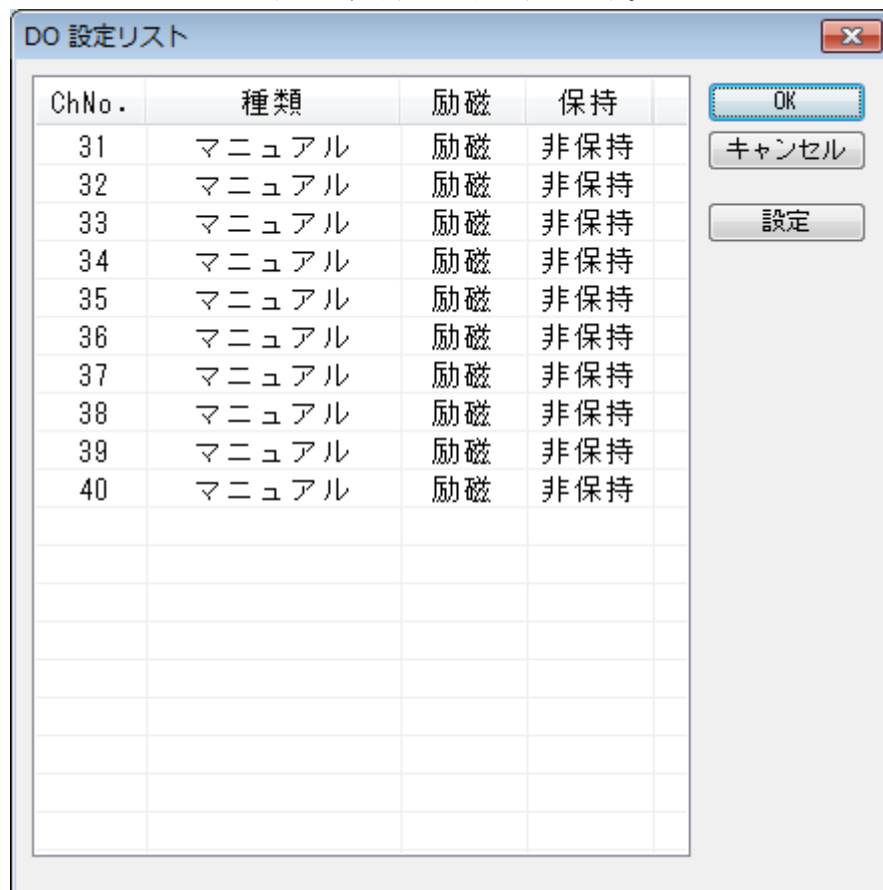 DO 設定リスト
ChNo. 種類 励磁 保持
31 マニュアル 励磁 非保持
32 マニュアル 励磁 非保持
33 マニュアル 励磁 非保持
34 マニュアル 励磁 非保持
35 マニュアル 励磁 非保持
36 マニュアル 励磁 非保持
37 マニュアル 励磁 非保持
38 マニュアル 励磁 非保持
39 マニュアル 励磁 非保持
40 マニュアル 励磁 非保持
OK
キャンセル
設定